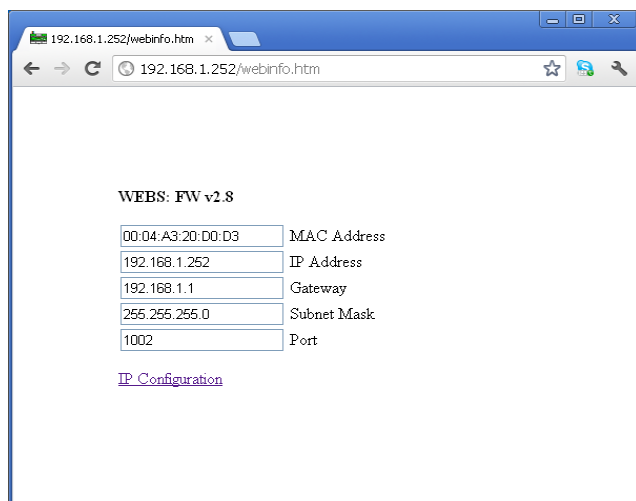 192.168.1.252/webinfo.htm
192.168.1.252/webinfo.htm
WEBS: FW v2.8
00:04:A3:20:D0:D3 MAC Address
192.168.1.252 IP Address
192.168.1.1 Gateway
255.255.255.0 Subnet Mask
1002 Port
IP Configuration